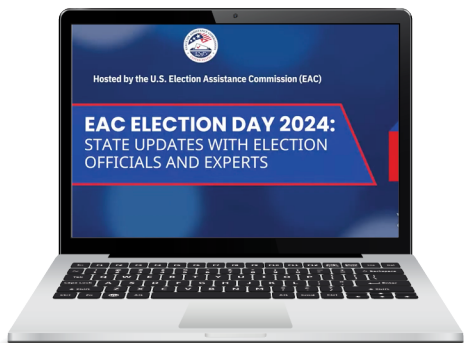 Hosted by the U.S. Election Assistance Commission (EAC)
EAC ELECTION DAY 2024:
STATE UPDATES WITH ELECTION
OFFICIALS AND EXPERTS